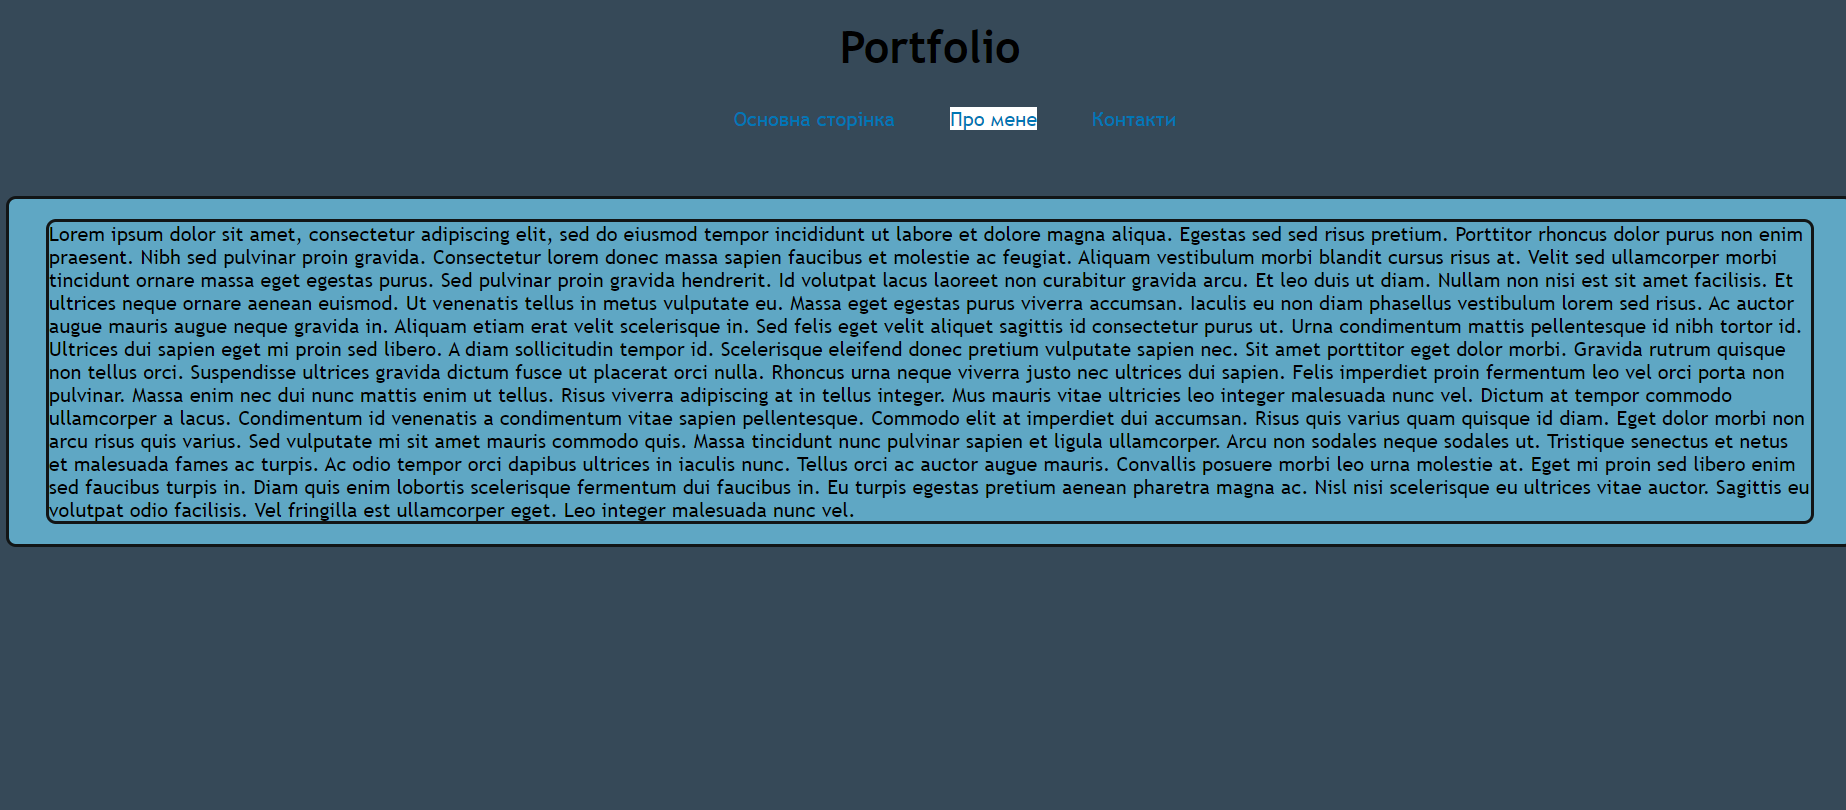 Portfolio
Основна сторінка Про мене Контакти
Lorem ipsum dolor sit amet, consectetur adipiscing elit, sed do eiusmod tempor incididunt ut labore et dolore magna aliqua. Egestas sed sed risus pretium. Porttitor rhoncus dolor purus non enim
praesent. Nibh sed pulvinar proin gravida. Consectetur lorem donec massa sapien faucibus et molestie ac feugiat. Aliquam vestibulum morbi blandit cursus risus at. Velit sed ullamcorper morbi
tincidunt ornare massa eget egestas purus. Sed pulvinar proin gravida hendrerit. Id volutpat lacus laoreet non curabitur gravida arcu. Et leo duis ut diam. Nullam non nisi est sit amet facilisis. Et
ultrices neque ornare aenean euismod. Ut venenatis tellus in metus vulputate eu. Massa eget egestas purus viverra accumsan. Iaculis eu non diam phasellus vestibulum lorem sed risus. Ac auctor
augue mauris augue neque gravida in. Aliquam etiam erat velit scelerisque in. Sed felis eget velit aliquet sagittis id consectetur purus ut. Urna condimentum mattis pellentesque id nibh tortor id.
Ultrices dui sapien eget mi proin sed libero. A diam sollicitudin tempor id. Scelerisque eleifend donec pretium vulputate sapien nec. Sit amet porttitor eget dolor morbi. Gravida rutrum quisque
non tellus orci. Suspendisse ultrices gravida dictum fusce ut placerat orci nulla. Rhoncus urna neque viverra justo nec ultrices dui sapien. Felis imperdiet proin fermentum leo vel orci porta non
pulvinar. Massa enim nec dui nunc mattis enim ut tellus. Risus viverra adipiscing at in tellus integer. Mus mauris vitae ultricies leo integer malesuada nunc vel. Dictum at tempor commodo
ullamcorper a lacus. Condimentum id venenatis a condimentum vitae sapien pellentesque. Commodo elit at imperdiet dui accumsan. Risus quis varius quam quisque id diam. Eget dolor morbi non
arcu risus quis varius. Sed vulputate mi sit amet mauris commodo quis. Massa tincidunt nunc pulvinar sapien et ligula ullamcorper. Arcu non sodales neque sodales ut. Tristique senectus et netus
et malesuada fames ac turpis. Ac odio tempor orci dapibus ultrices in iaculis nunc. Tellus orci ac auctor augue mauris. Convallis posuere morbi leo urna molestie at. Eget mi proin sed libero enim
sed faucibus turpis in. Diam quis enim lobortis scelerisque fermentum dui faucibus in. Eu turpis egestas pretium aenean pharetra magna ac. Nisl nisi scelerisque eu ultrices vitae auctor. Sagittis eu
volutpat odio facilisis. Vel fringilla est ullamcorper eget. Leo integer malesuada nunc vel.